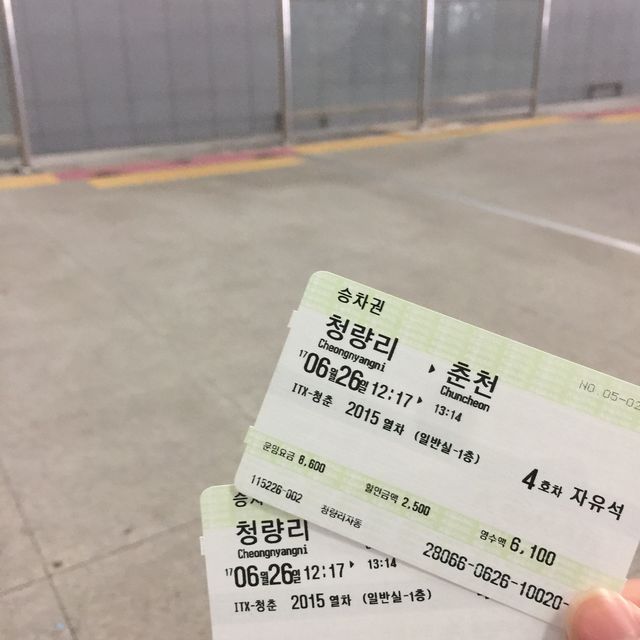 승차권
NO.05-02
청량리 ▶ 춘천
Cheongnyangni Chuncheon
17 06월26일 12:17 ▶ 13:14
ITX-청춘 2015 열차 (일반실-1층)
4호차 자유석
운임요금 8,600 할인금액 2,500 영수액 6,100
115226-002 청량리자동 28066-0626-10020-
승차
청량리
Cheongnyangni
17 06월26일 12:17 ▶ 13:14
ITX-청춘 2015 열차 (일반실-1층)